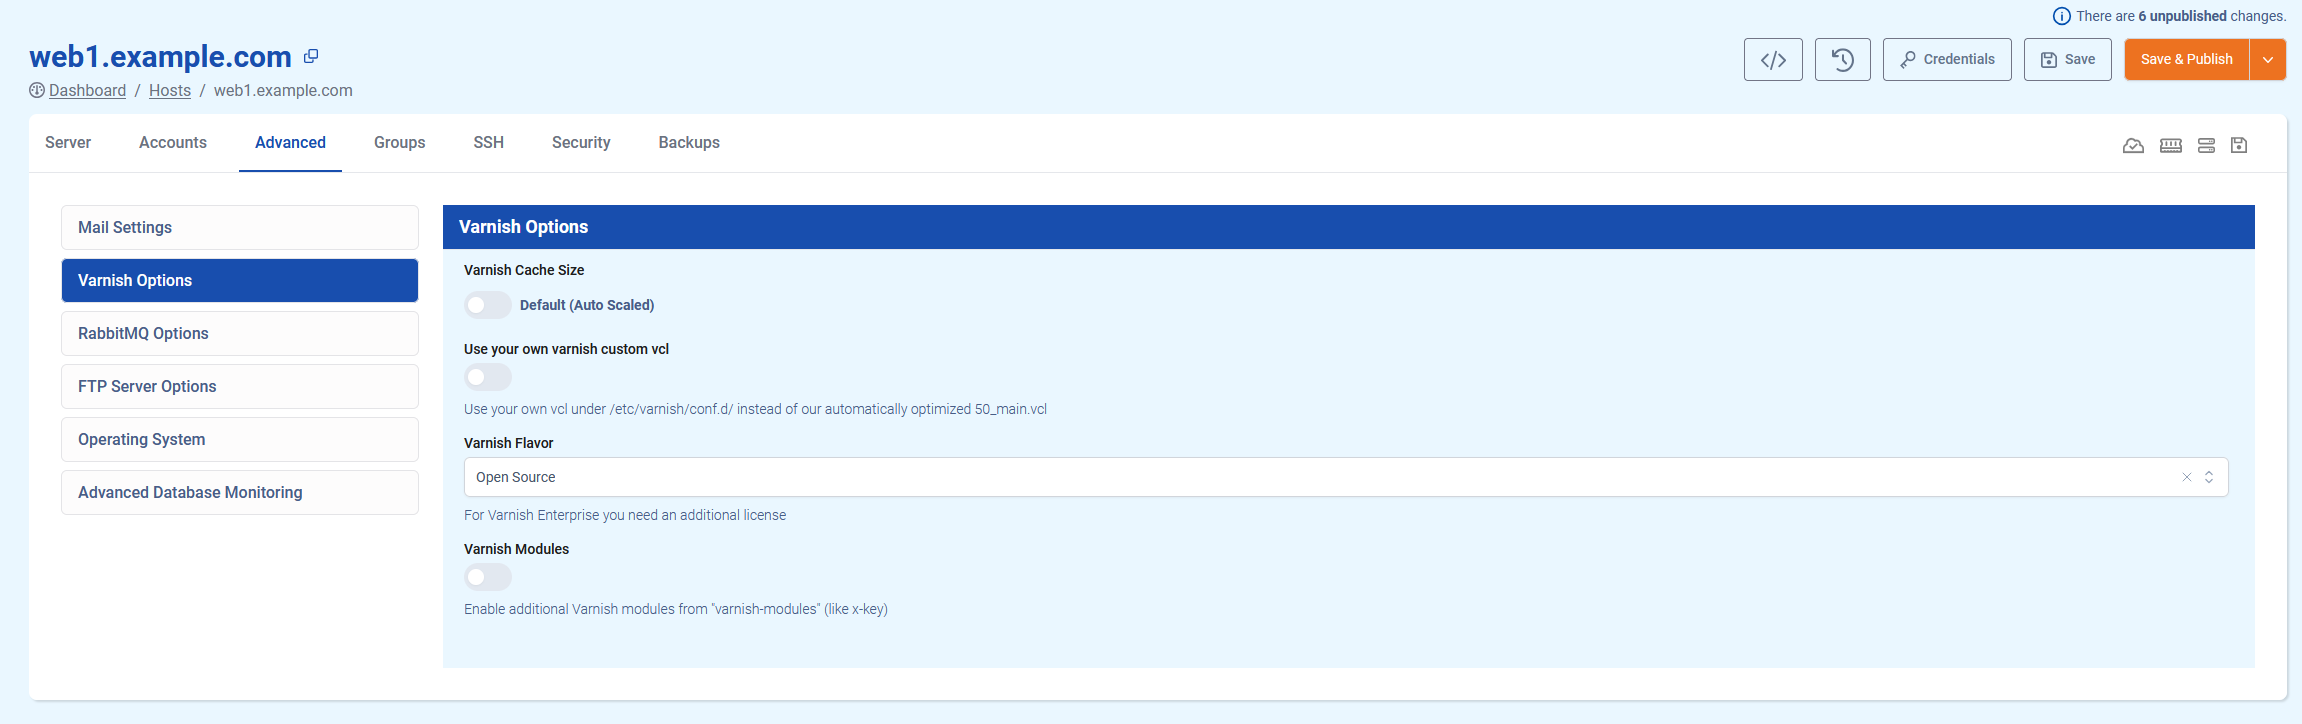 There are 6 unpublished changes.
web1.example.com
Credentials
Save
Save & Publish
Dashboard / Hosts / web1.example.com
Server
Accounts
Advanced
Groups
SSH
Security
Backups
Mail Settings
Varnish Options
RabbitMQ Options
FTP Server Options
Operating System
Advanced Database Monitoring
Varnish Options
Varnish Cache Size
Default (Auto Scaled)
Use your own varnish custom vcl
Use your own vcl under /etc/varnish/conf.d/ instead of our automatically optimized 50_main.vcl
Varnish Flavor
Open Source
For Varnish Enterprise you need an additional license
Varnish Modules
Enable additional Varnish modules from "varnish-modules" (like x-key)